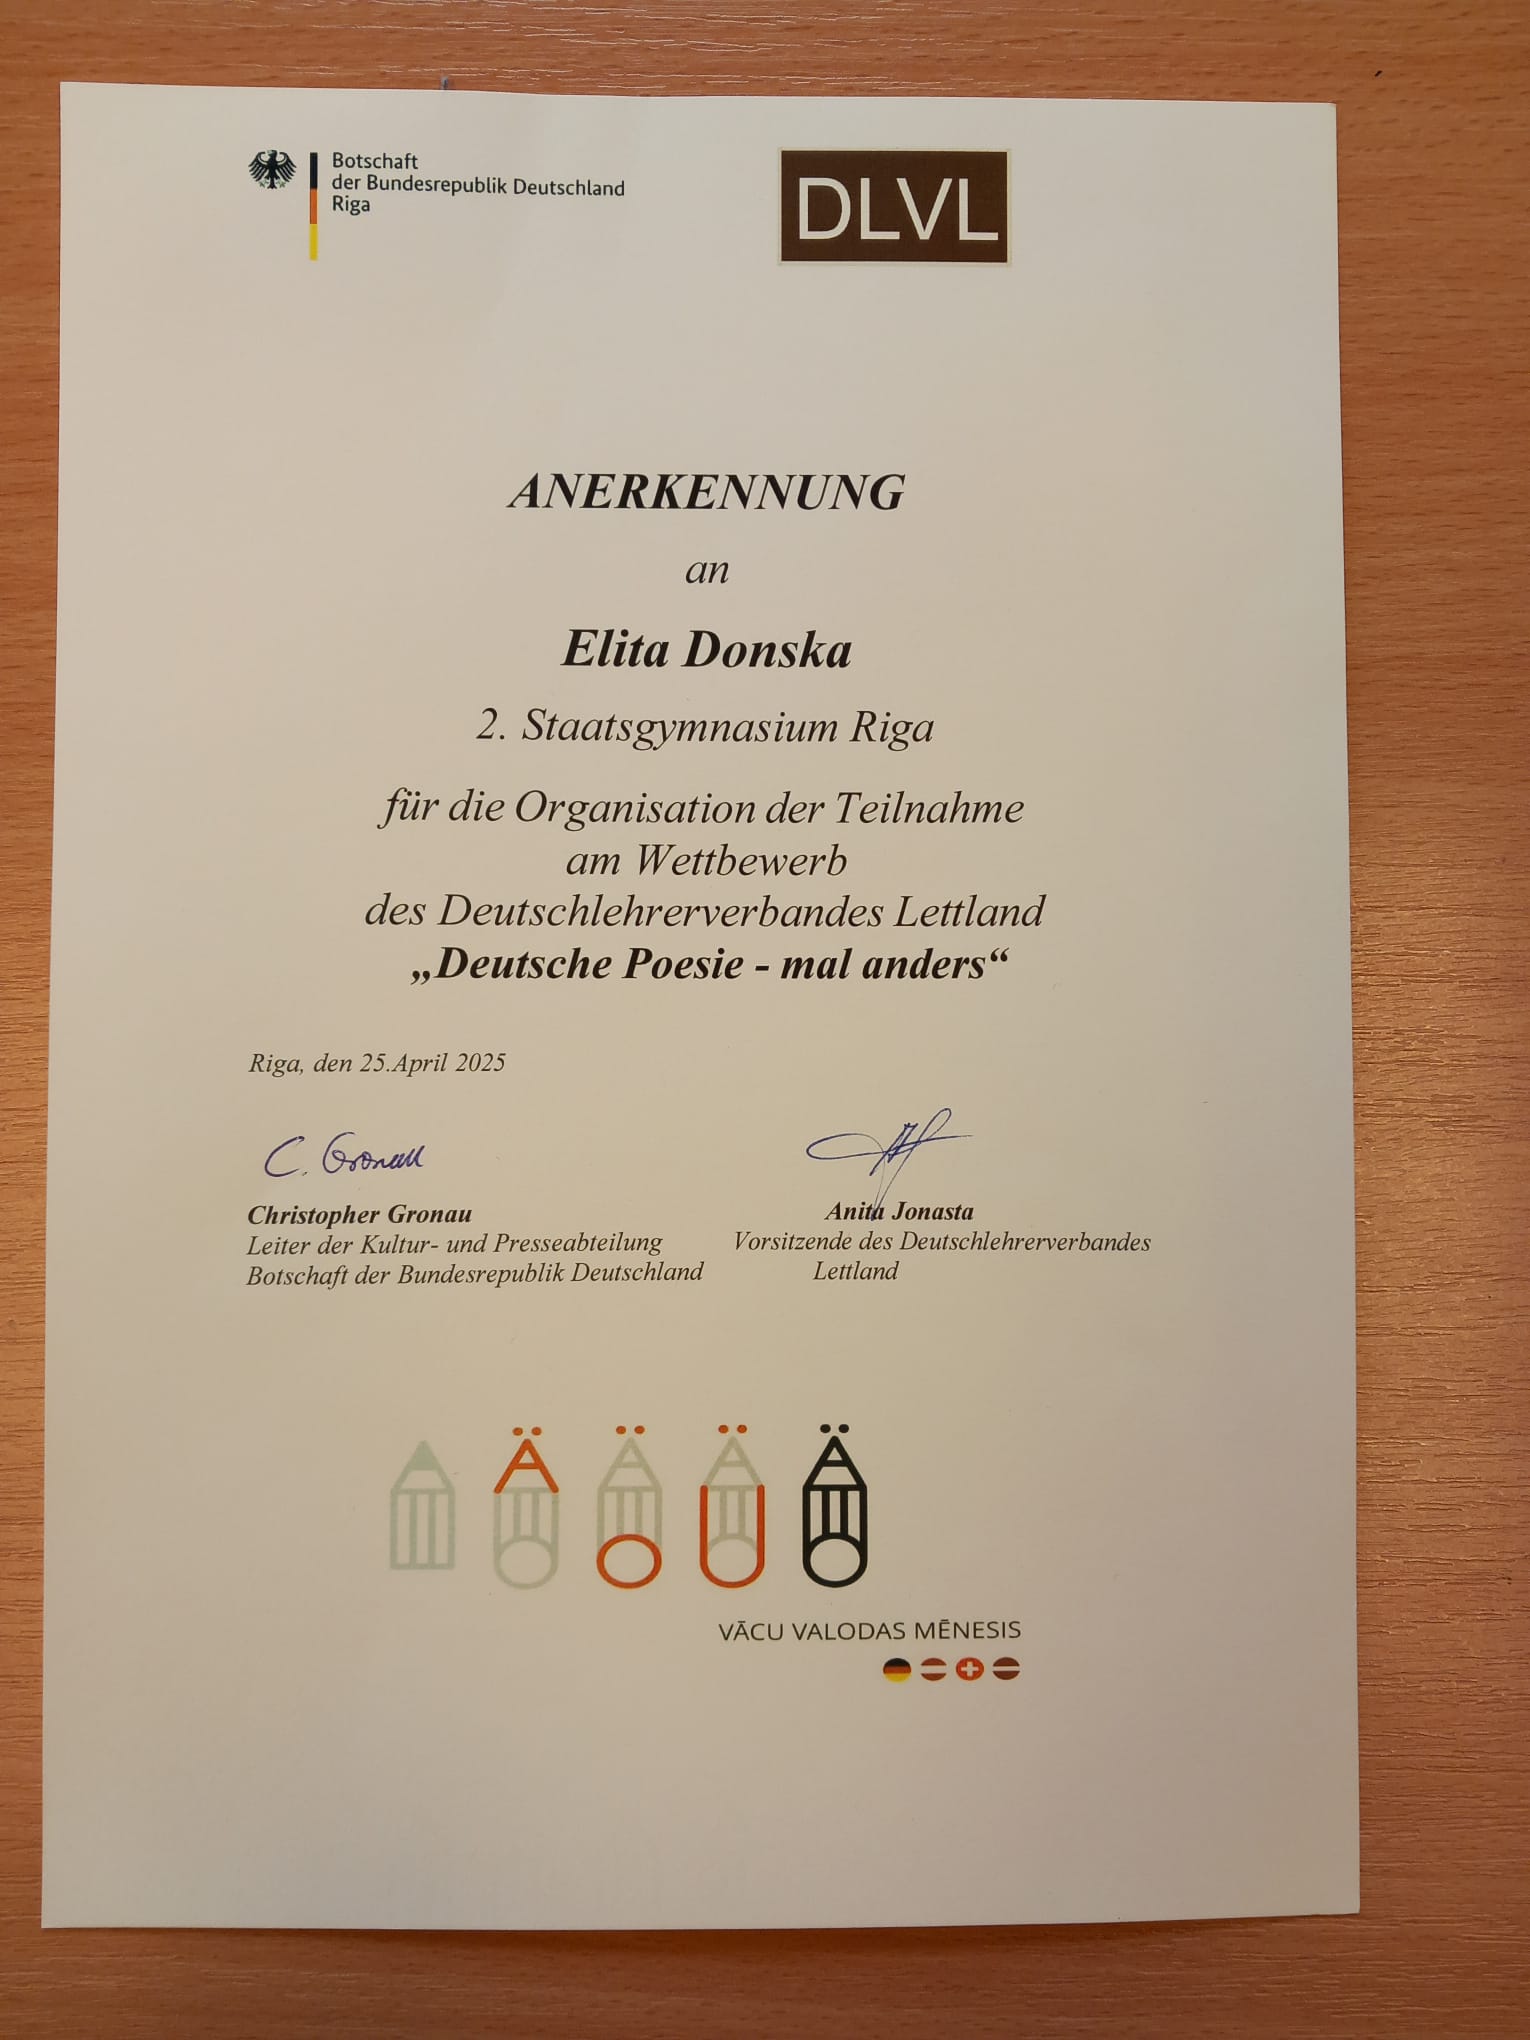 Botschaft
der Bundesrepublik Deutschland
Riga
DLVL
ANERKENNUNG
an
Elita Donska
2. Staatsgymnasium Riga
für die Organisation der Teilnahme
am Wettbewerb
des Deutschlehrerverbandes Lettland
„Deutsche Poesie - mal anders“
Riga, den 25.April 2025
C. Gronau
Christopher Gronau
Leiter der Kultur- und Presseabteilung
Botschaft der Bundesrepublik Deutschland
Anita Jonasta
Vorsitzende des Deutschlehrerverbandes
Lettland
VĀCU VALODAS MĒNESIS